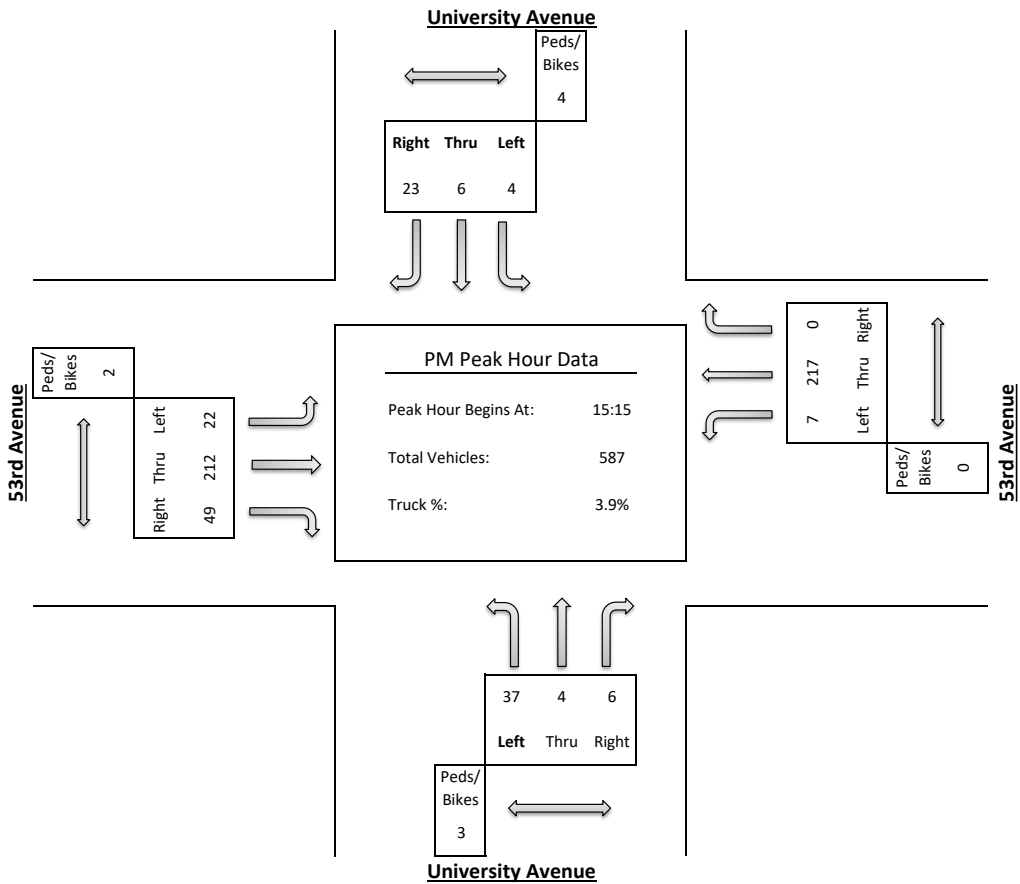 University Avenue
Peds/
Bikes
4
Right Thru Left
23 6 4
53rd Avenue
Peds/
Bikes
2
Left 22
Thru 212
Right 49
PM Peak Hour Data
Peak Hour Begins At: 15:15
Total Vehicles: 587
Truck %: 3.9%
0 Right
217 Thru
7 Left
Peds/
Bikes
0
53rd Avenue
37 4 6
Left Thru Right
Peds/
Bikes
3
University Avenue